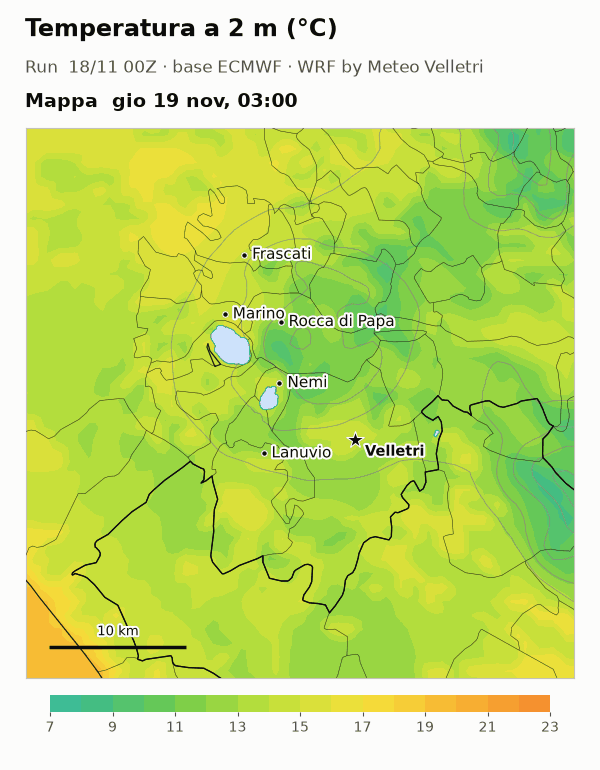 Temperatura a 2 m (°C)
Run  18/11 00Z · base ECMWF · WRF by Meteo Velletri
Mappa  gio 19 nov, 03:00
Frascati
Marino
Rocca di Papa
Nemi
Velletri
Lanuvio
10 km
7 9 11 13 15 17 19 21 23